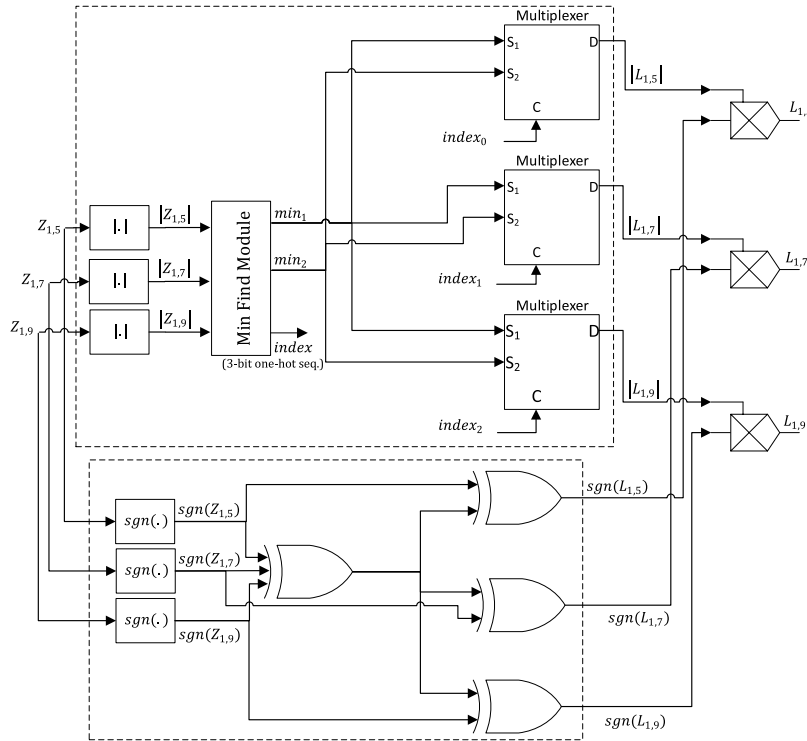 Multiplexer
S₁
D
S₂
C
index₀
|L₁,₅|
L₁,
Multiplexer
S₁
D
S₂
C
index₁
|L₁,₇|
L₁,₇
Multiplexer
S₁
D
S₂
C
index₂
|L₁,₉|
L₁,₉
Z₁,₅
|.|
|Z₁,₅|
Z₁,₇
|.|
|Z₁,₇|
Z₁,₉
|.|
|Z₁,₉|
Min Find Module
min₁
min₂
index
(3-bit one-hot seq.)
sgn(.)
sgn(Z₁,₅)
sgn(.)
sgn(Z₁,₇)
sgn(.)
sgn(Z₁,₉)
sgn(L₁,₅)
sgn(L₁,₇)
sgn(L₁,₉)